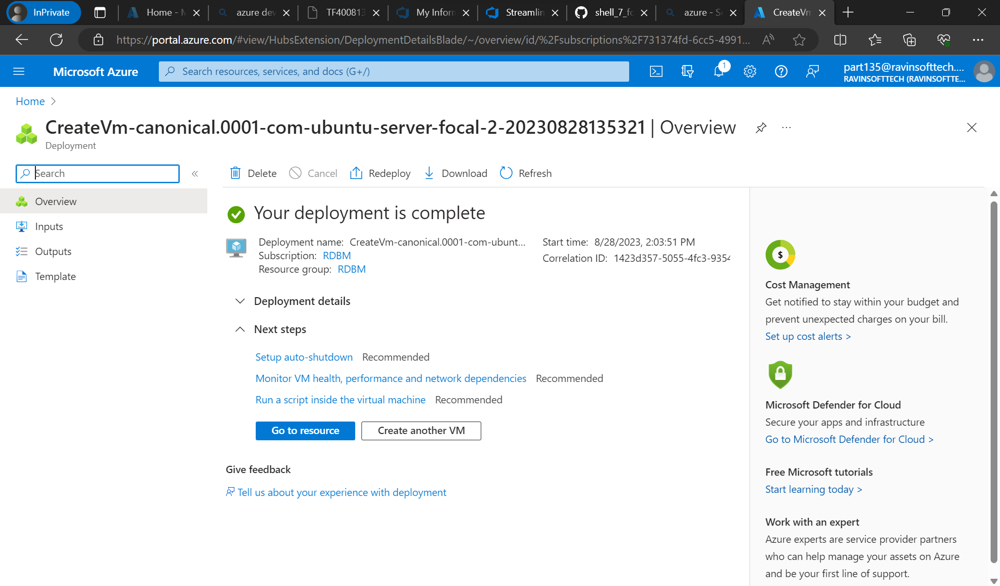 InPrivate
Home - M
azure dev
TF400813
My Inform
Streamlin
shell_7_fo
azure - Se
CreateVm
https://portal.azure.com/#view/HubsExtension/DeploymentDetailsBlade/~/overview/id/%2Fsubscriptions%2F731374fd-6cc5-4991...
Microsoft Azure
Search resources, services, and docs (G+/)
1
part135@ravinsofttech....
RAVINSOFTTECH (RAVINSOFTTE...
Home >
CreateVm-canonical.0001-com-ubuntu-server-focal-2-20230828135321 | Overview
Deployment
Search
Delete
Cancel
Redeploy
Download
Refresh
Overview
Inputs
Outputs
Template
Your deployment is complete
Deployment name: CreateVm-canonical.0001-com-ubunt...
Subscription: RDBM
Resource group: RDBM
Start time: 8/28/2023, 2:03:51 PM
Correlation ID: 1423d357-5055-4fc3-9354
Deployment details
Next steps
Setup auto-shutdown Recommended
Monitor VM health, performance and network dependencies Recommended
Run a script inside the virtual machine Recommended
Go to resource
Create another VM
Give feedback
Tell us about your experience with deployment
$
Cost Management
Get notified to stay within your budget and
prevent unexpected charges on your bill.
Set up cost alerts >
Microsoft Defender for Cloud
Secure your apps and infrastructure
Go to Microsoft Defender for Cloud >
Free Microsoft tutorials
Start learning today >
Work with an expert
Azure experts are service provider partners
who can help manage your assets on Azure
and be your first line of support.